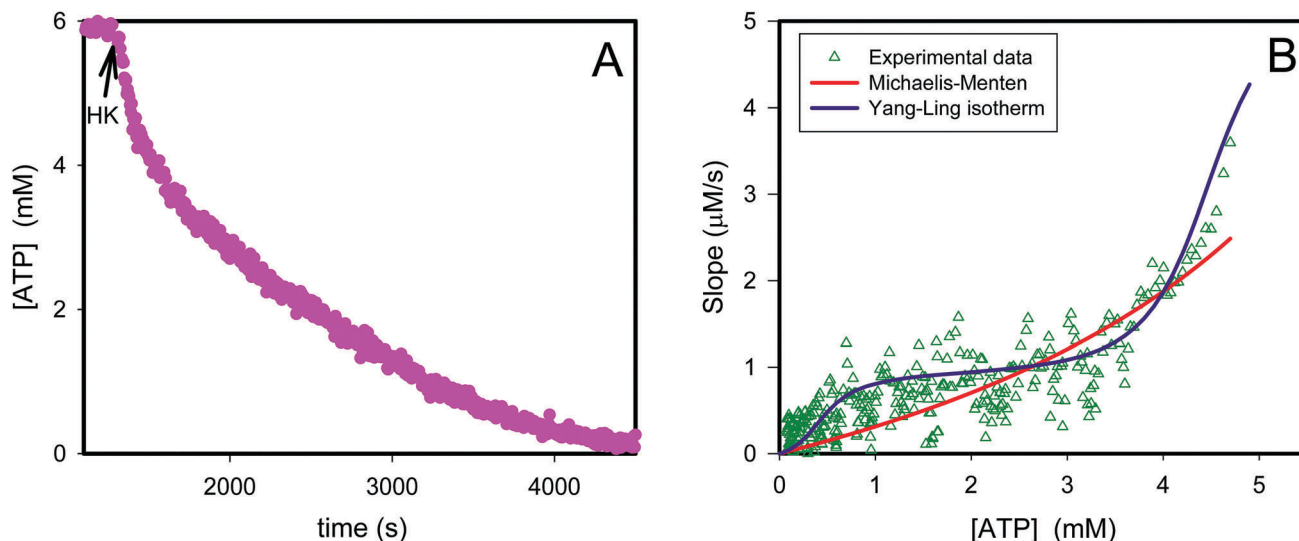 A
HK
[ATP] (mM)
6
4
2
0
2000 3000 4000
time (s)
B
Experimental data
Michaelis-Menten
Yang-Ling isotherm
Slope (μM/s)
5
4
3
2
1
0
0 1 2 3 4 5
[ATP] (mM)